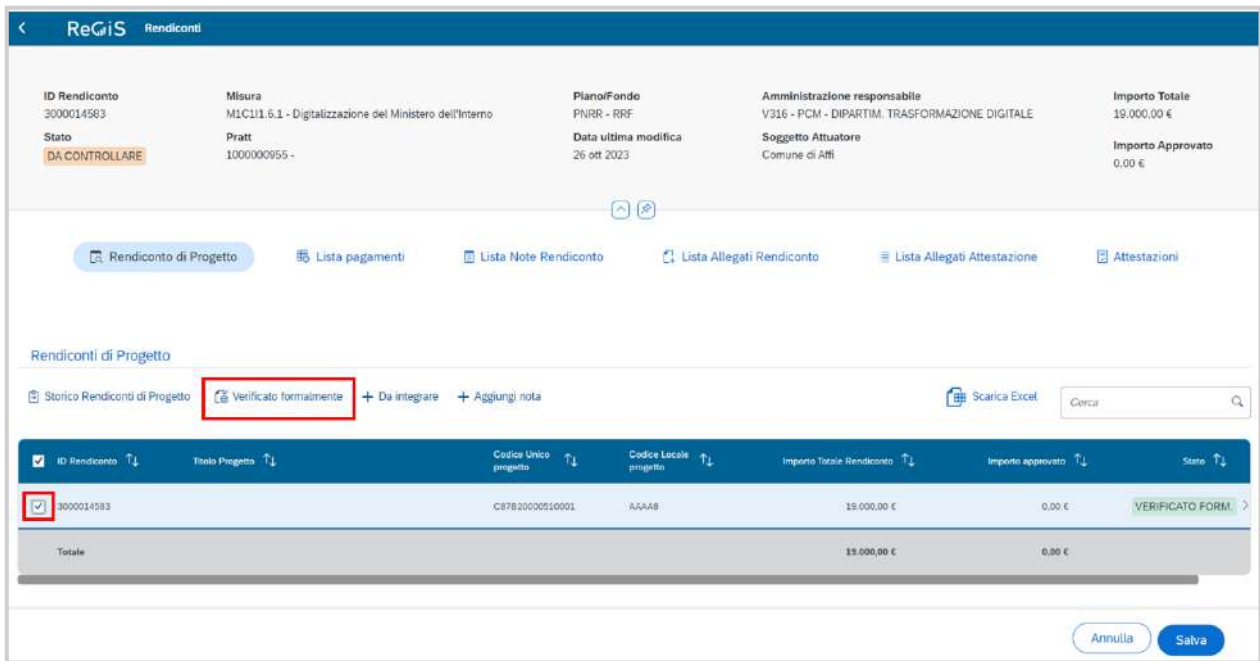 ReGiS Rendiconti
ID Rendiconto Misura Piano/Fondo Amministrazione responsabile Importo Totale
3000014583 M1C1I1.6.1 - Digitalizzazione del Ministero dell'Interno PNRR - RRF V316 - PCM - DIPARTIM. TRASFORMAZIONE DIGITALE 19.000,00 €
Stato Pratt Data ultima modifica Soggetto Attuatore Importo Approvato
DA CONTROLLARE 1000000955 - 26 ott 2023 Comune di Affi 0,00 €
Rendiconto di Progetto Lista pagamenti Lista Note Rendiconto Lista Allegati Rendiconto Lista Allegati Attestazione Attestazioni
Rendiconti di Progetto
Storico Rendiconti di Progetto Verificato formalmente + Da integrare + Aggiungi nota Scarica Excel Cerca
ID Rendiconto Titolo Progetto Codice Unico progetto Codice Locale progetto Importo Totale Rendiconto Importo approvato Stato
3000014583 C87B20000510001 AAAAB 19.000,00 € 0,00 € VERIFICATO FORM.
Totale 19.000,00 € 0,00 €
Annulla Salva